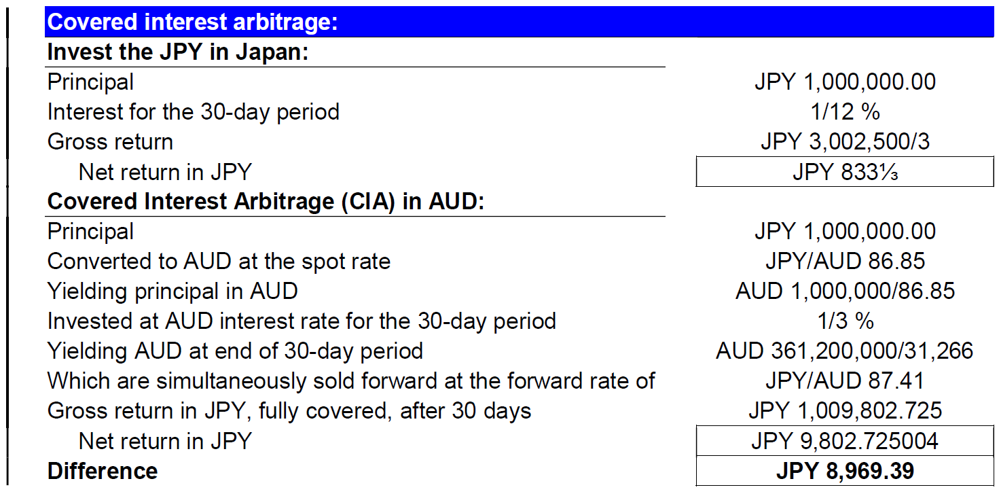 Covered interest arbitrage:
Invest the JPY in Japan:
Principal JPY 1,000,000.00
Interest for the 30-day period 1/12 %
Gross return JPY 3,002,500/3
Net return in JPY JPY 833⅓
Covered Interest Arbitrage (CIA) in AUD:
Principal JPY 1,000,000.00
Converted to AUD at the spot rate JPY/AUD 86.85
Yielding principal in AUD AUD 1,000,000/86.85
Invested at AUD interest rate for the 30-day period 1/3 %
Yielding AUD at end of 30-day period AUD 361,200,000/31,266
Which are simultaneously sold forward at the forward rate of JPY/AUD 87.41
Gross return in JPY, fully covered, after 30 days JPY 1,009,802.725
Net return in JPY JPY 9,802.725004
Difference JPY 8,969.39